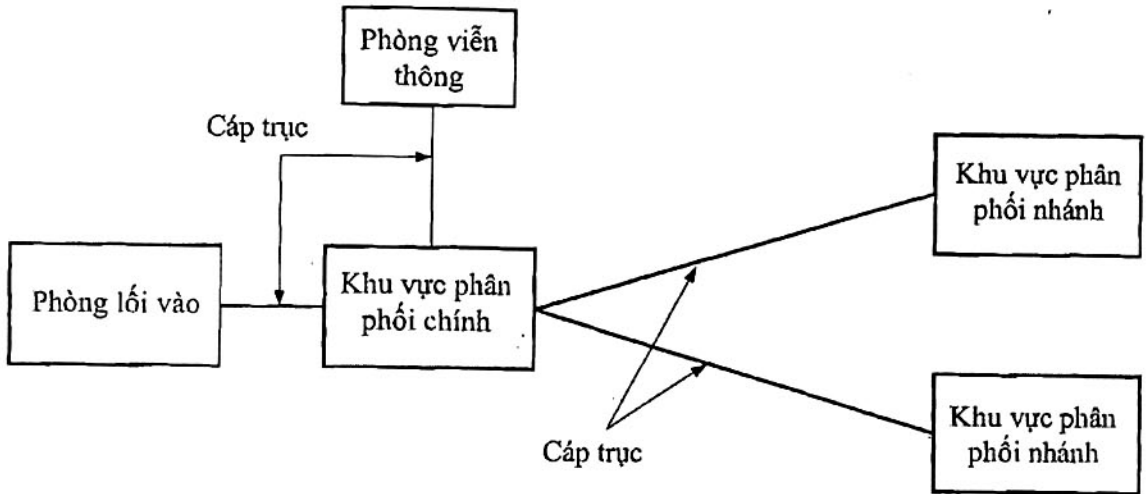 Phòng viễn
thông
Cáp trục
Khu vực phân
phối nhánh
Phòng lối vào
Khu vực phân
phối chính
Khu vực phân
phối nhánh
Cáp trục